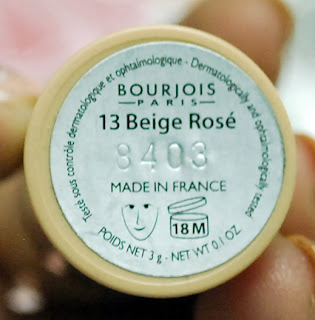 Testé sous contrôle dermatologique et ophtalmologique - Dermatologically and ophtalmologically tested
BOURJOIS
PARIS
13 Beige Rosé
8403
MADE IN FRANCE
18 M
POIDS NET 3 g - NET WT 0.1 OZ